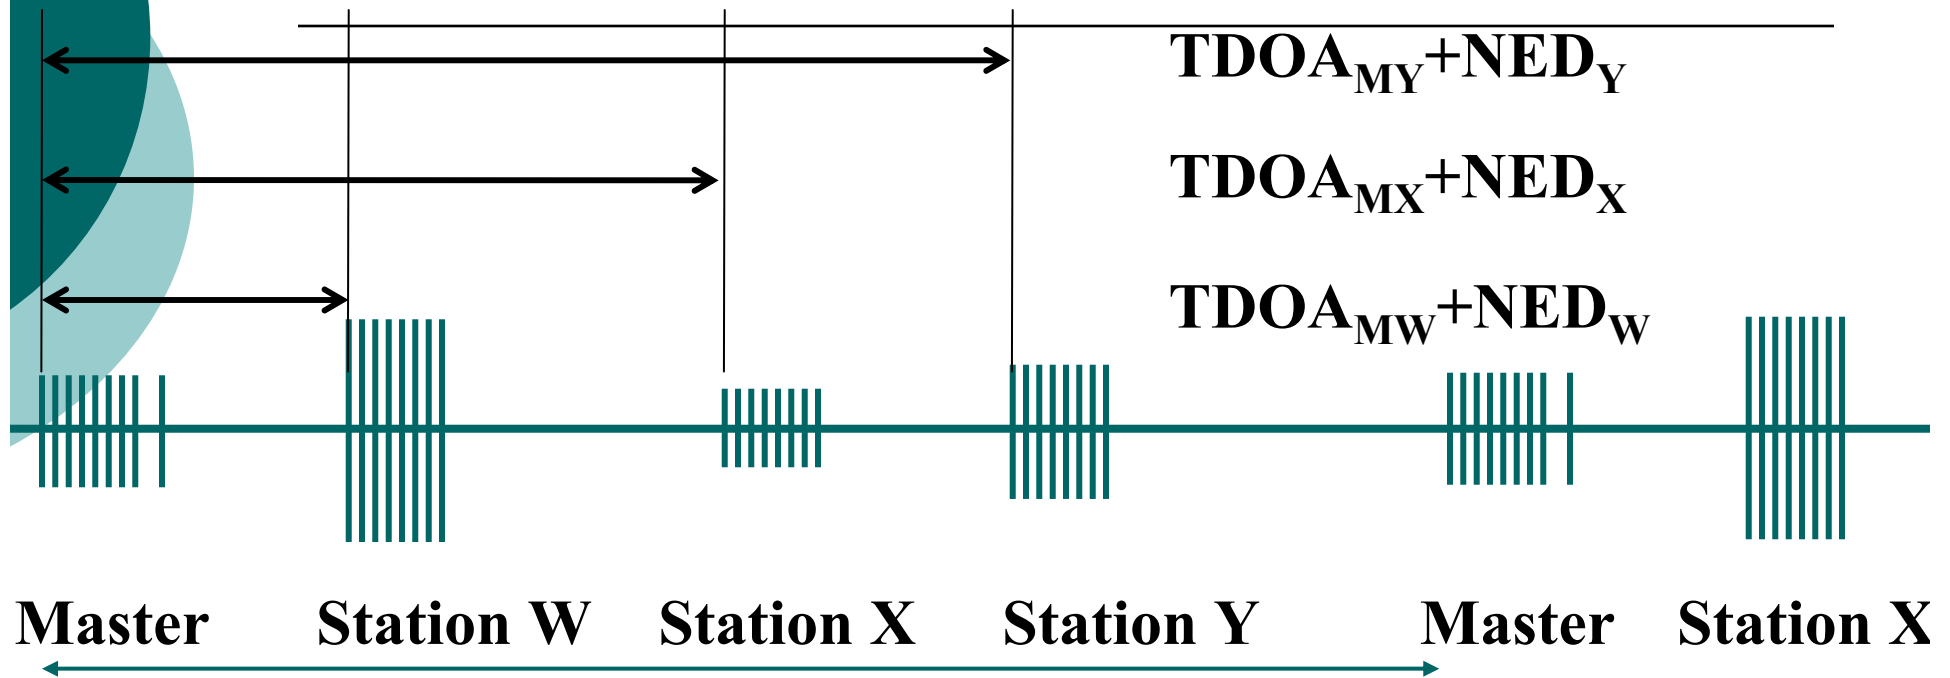 TDOAMY+NEDY
TDOAMX+NEDX
TDOAMW+NEDW
Master Station W Station X Station Y Master Station X